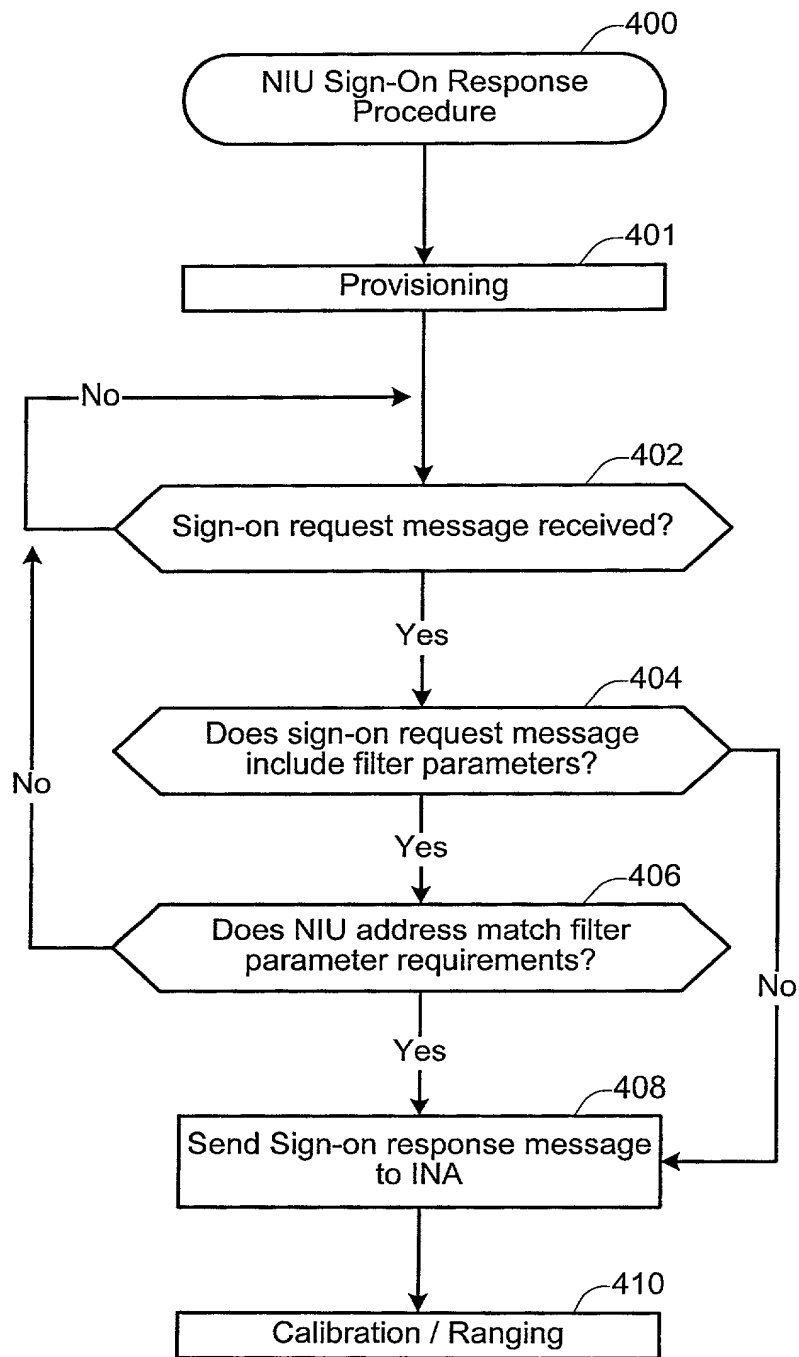 400
NIU Sign-On Response
Procedure
401
Provisioning
No
402
Sign-on request message received?
Yes
404
Does sign-on request message
include filter parameters?
No
Yes
406
Does NIU address match filter
parameter requirements?
No
Yes
408
Send Sign-on response message
to INA
410
Calibration / Ranging